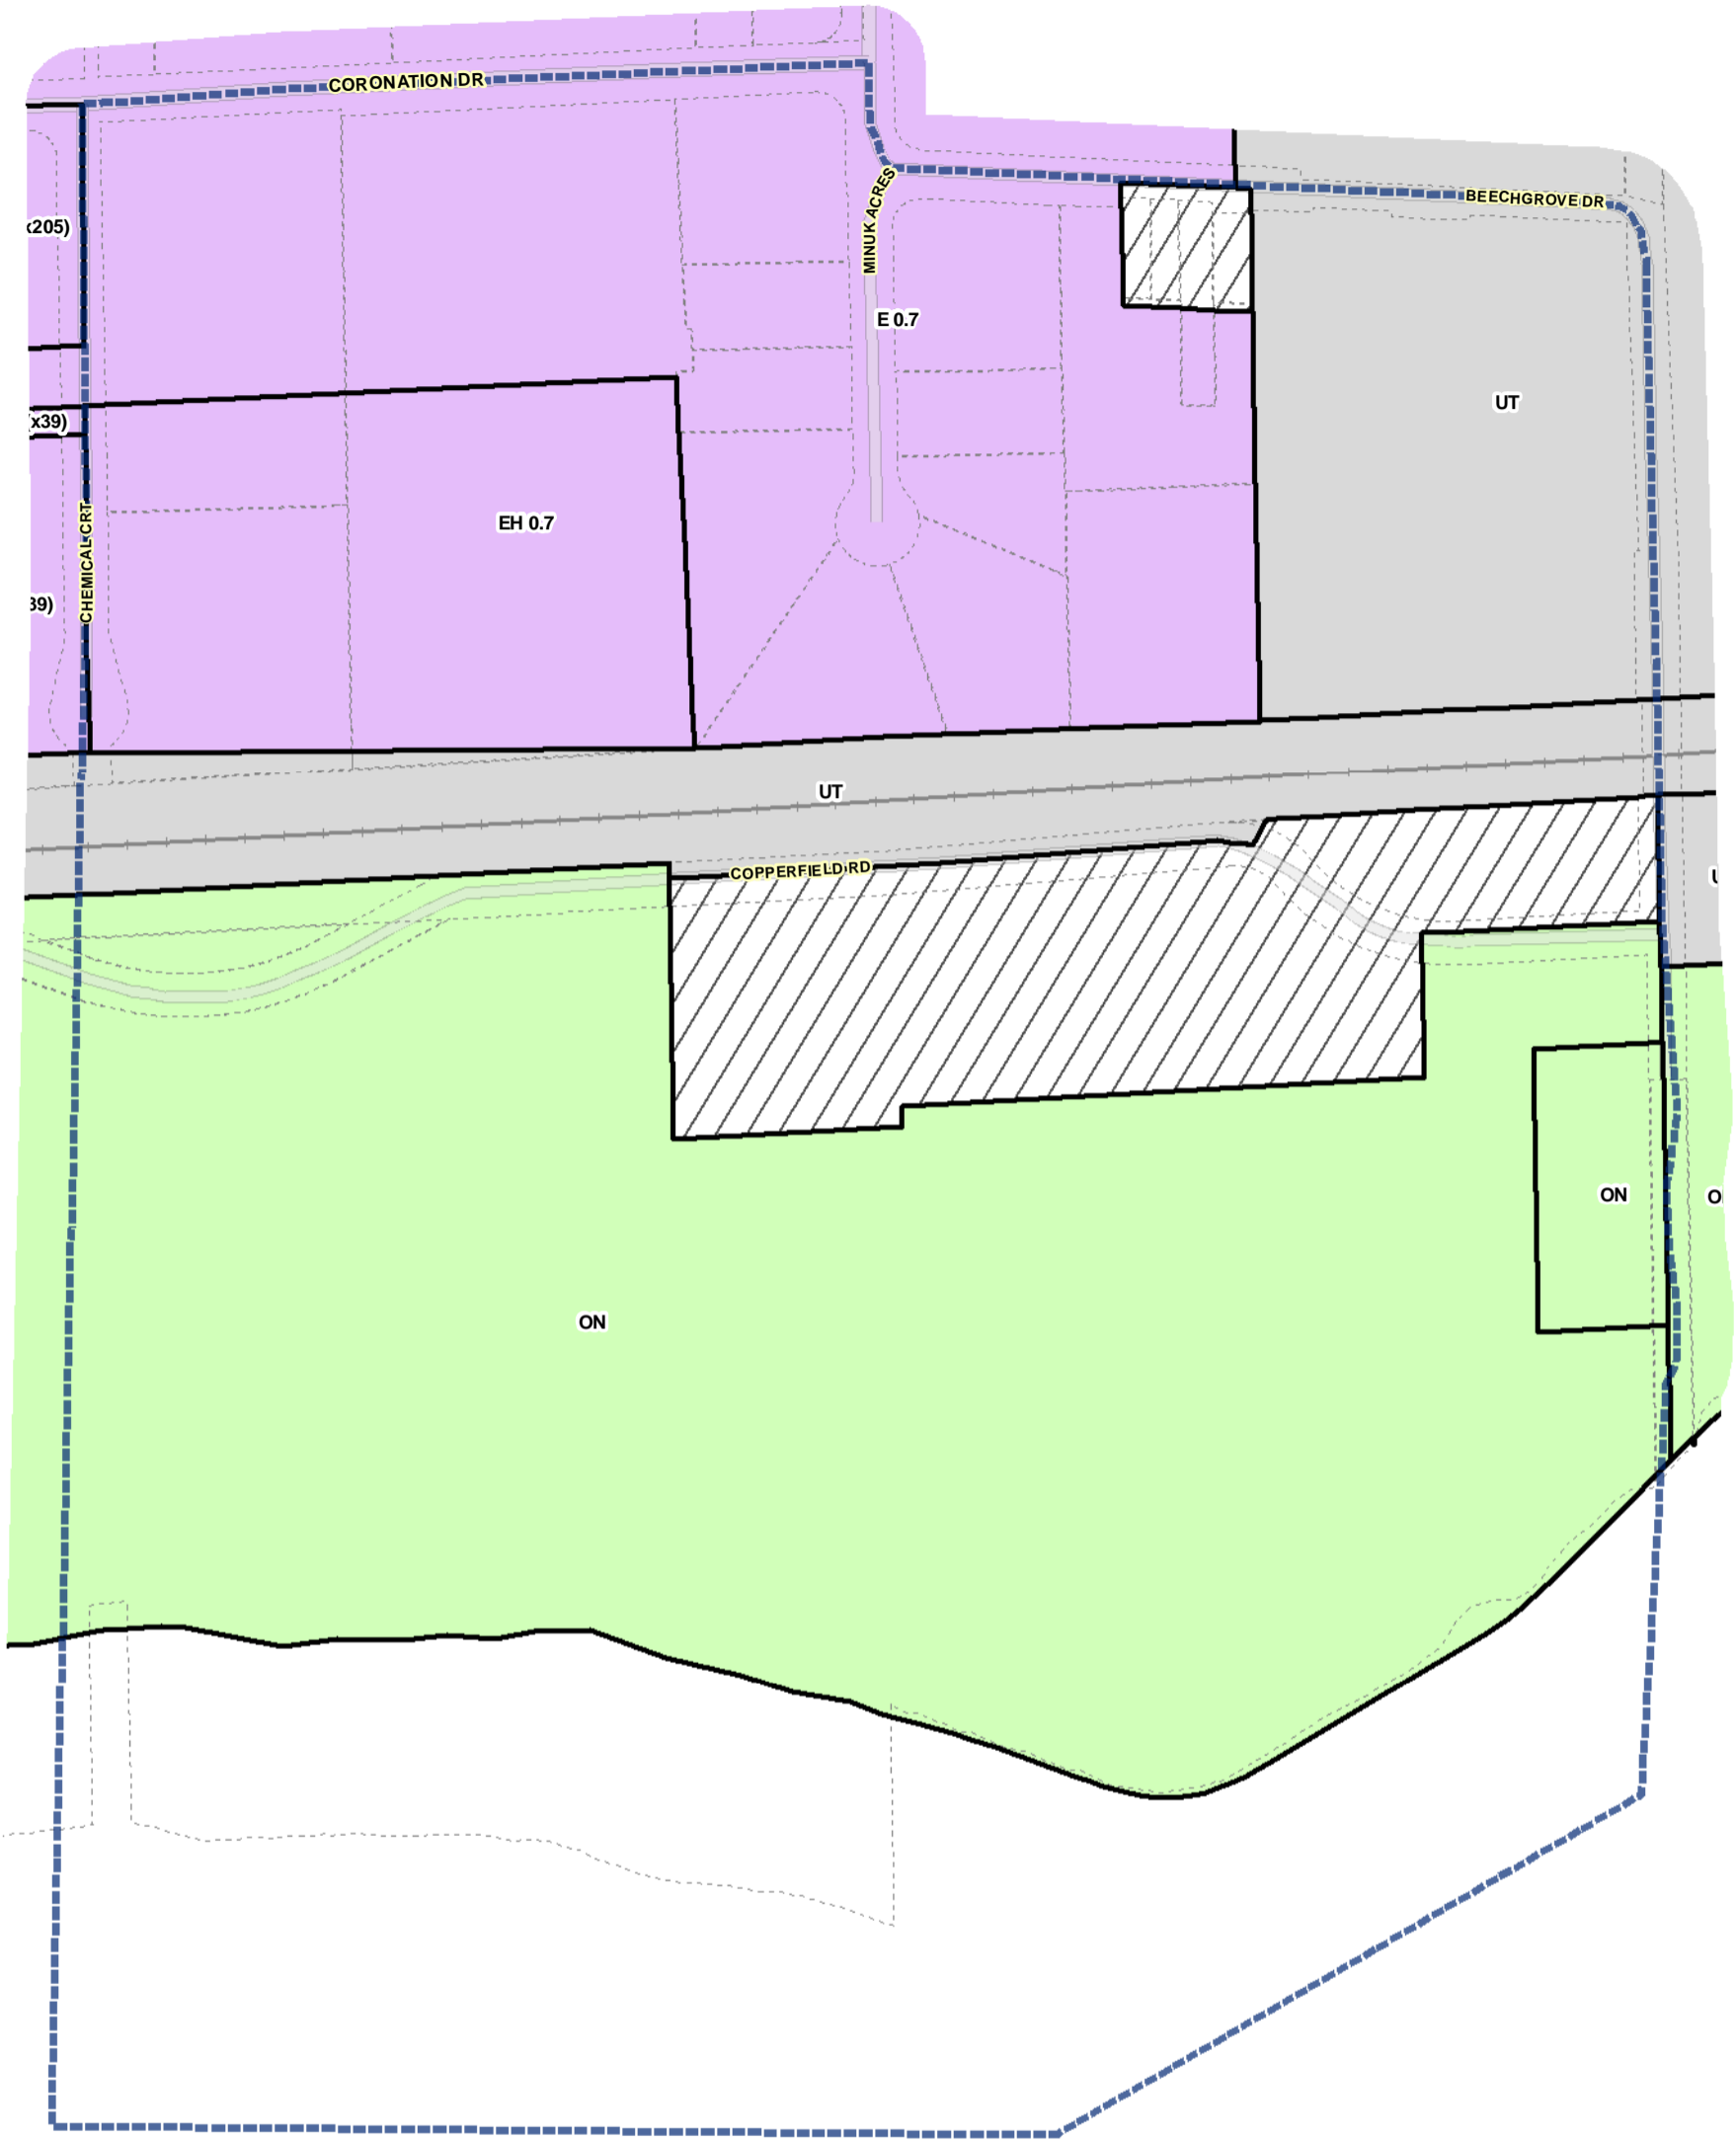 CORONATION DR
MINUK ACRES
BEECHGROVE DR
x205)
E 0.7
UT
x39)
EH 0.7
CHEMICAL CRT
39)
UT
COPPERFIELD RD
U
ON
O
ON